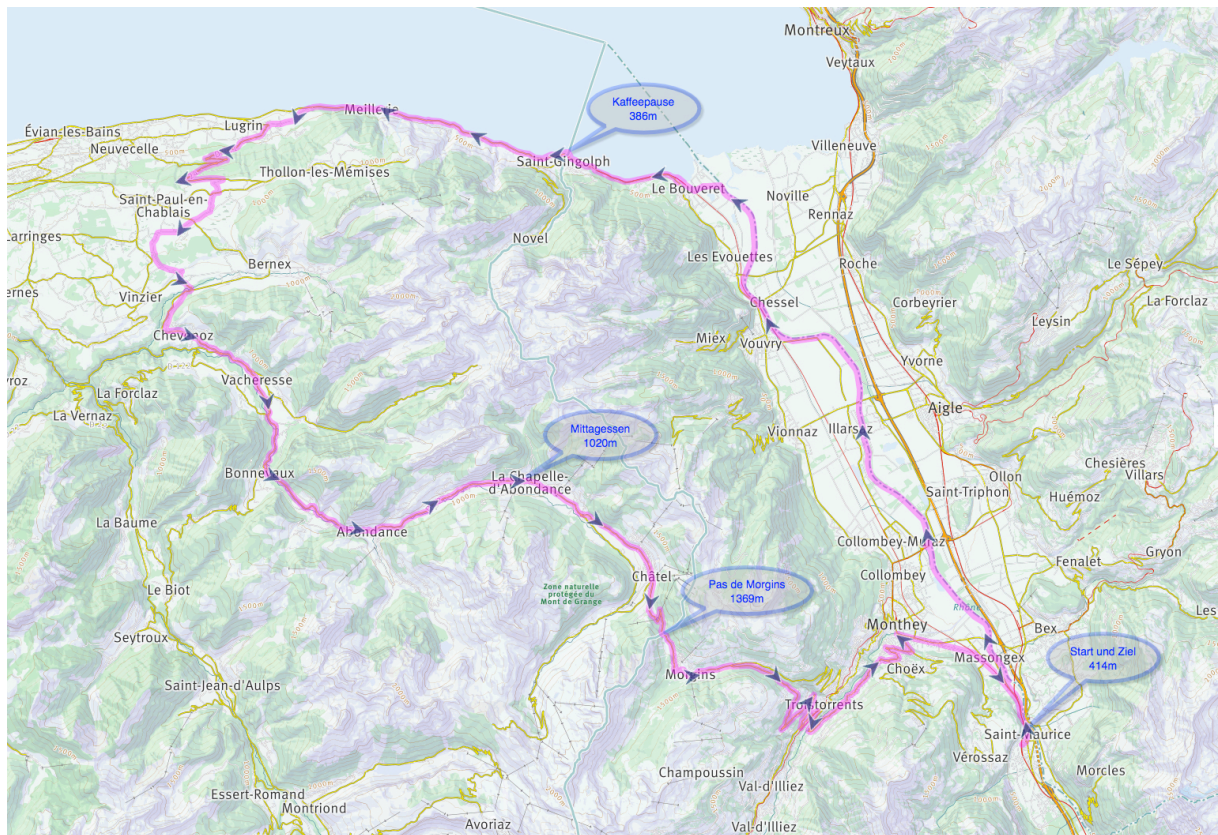 Montreux
Veytaux
Kaffeepause
386m
Meillerie
Lugrin
Évian-les-Bains
Neuvecelle
Villeneuve
Saint-Gingolph
Thollon-les-Mémises
Le Bouveret
Noville
Saint-Paul-en-
Chablais
Rennaz
Larringes
Novel
Les Evouettes
Roche
Bernex
Le Sépey
Vinzier
Chessel
Corbeyrier
La Forclaz
Leysin
Chevenoz
Miex
Vouvry
Yvorne
Vacheresse
La Forclaz
La Vernaz
Aigle
Mittagessen
1020m
Vionnaz
Illarsaz
Bonnevaux
La Chapelle-
d'Abondance
Chesières
Villars
Ollon
Saint-Triphon
Huémoz
La Baume
Abondance
Collombey-Muraz
Gryon
Fenalet
Châtel
Collombey
Pas de Morgins
1369m
Zone naturelle
protégée du
Mont de Grange
Le Biot
Rhône
Les
Monthey
Bex
Seytroux
Start und Ziel
414m
Massongex
Choëx
Morgins
Saint-Jean-d'Aulps
Troistorrents
Saint-Maurice
Vérossaz
Champoussin
Morcles
Val-d'Illiez
Essert-Romand
Montriond
Avoriaz
Val-d'Illiez